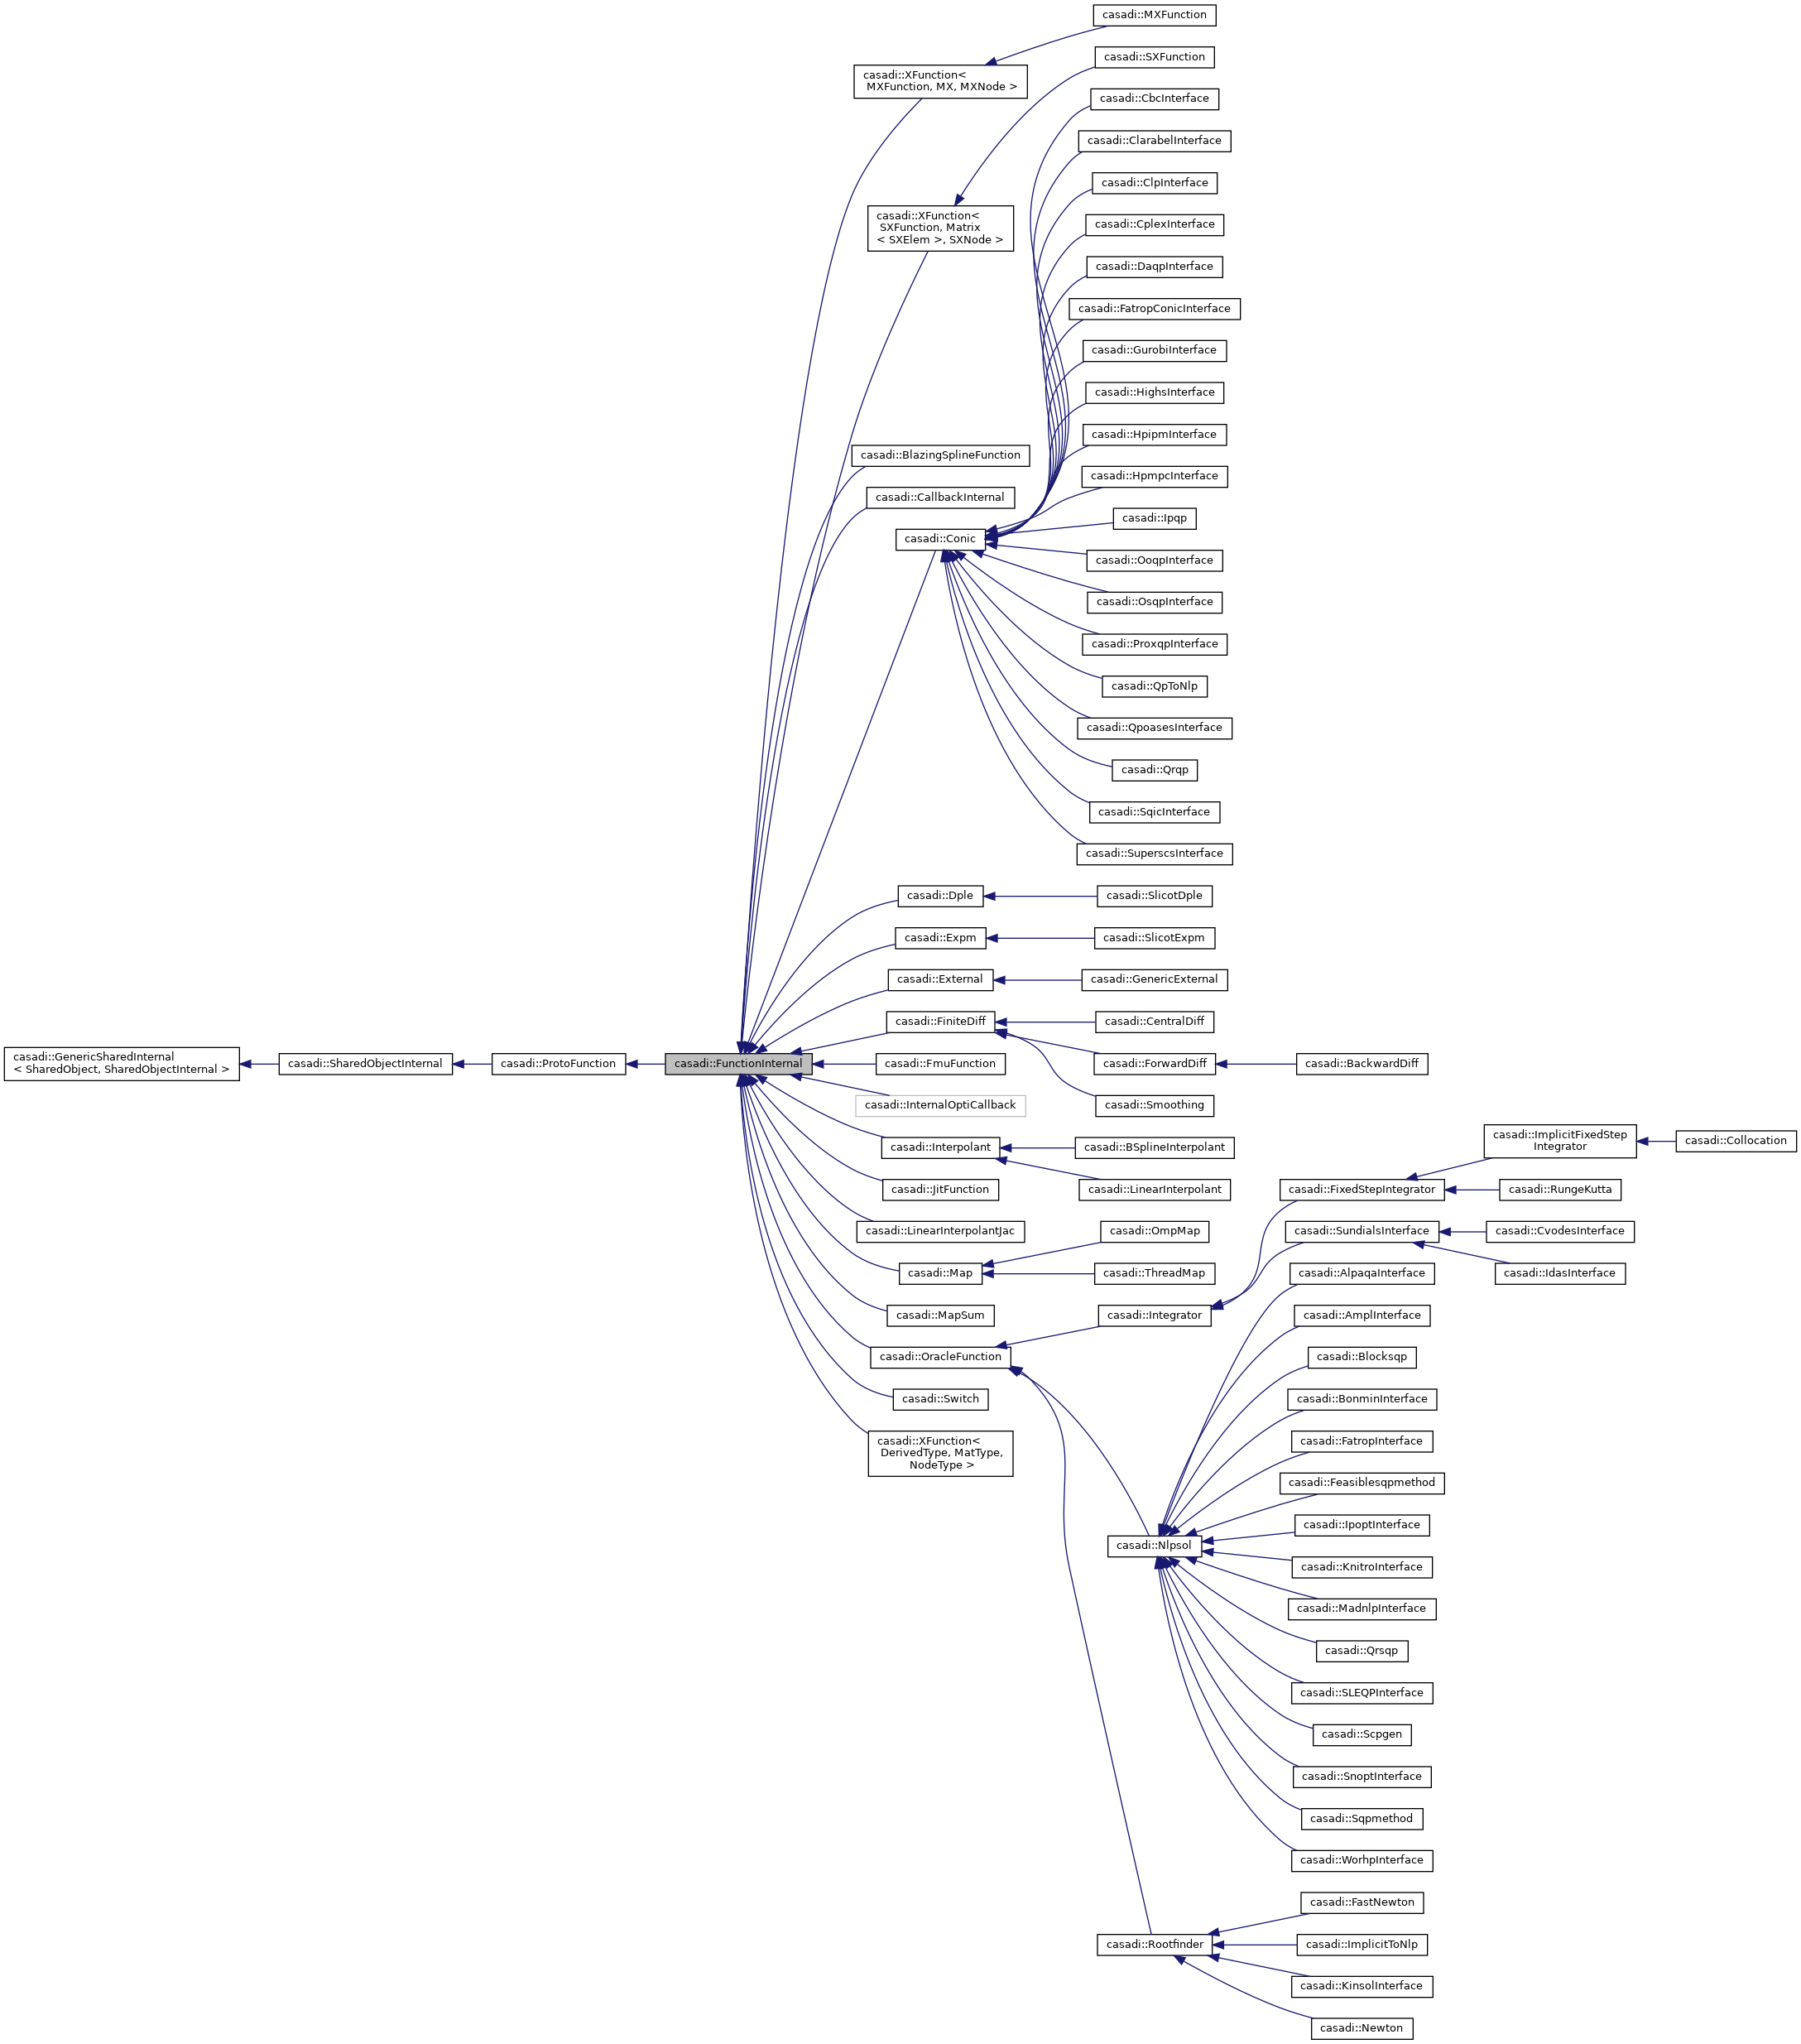 casadi::MXFunction
casadi::XFunction<
MXFunction, MX, MXNode >
casadi::SXFunction
casadi::XFunction<
SXFunction, Matrix
< SXElem >, SXNode >
casadi::CbcInterface
casadi::ClarabelInterface
casadi::ClpInterface
casadi::CplexInterface
casadi::DaqpInterface
casadi::FatropConicInterface
casadi::GurobiInterface
casadi::HighsInterface
casadi::HpipmInterface
casadi::BlazingSplineFunction
casadi::HpmpcInterface
casadi::CallbackInternal
casadi::Ipqp
casadi::Conic
casadi::OoqpInterface
casadi::OsqpInterface
casadi::ProxqpInterface
casadi::QpToNlp
casadi::QpoasesInterface
casadi::Qrqp
casadi::SqicInterface
casadi::SuperscsInterface
casadi::Dple
casadi::SlicotDple
casadi::Expm
casadi::SlicotExpm
casadi::External
casadi::GenericExternal
casadi::FiniteDiff
casadi::CentralDiff
casadi::GenericSharedInternal
< SharedObject, SharedObjectInternal >
casadi::SharedObjectInternal
casadi::ProtoFunction
casadi::FunctionInternal
casadi::FmuFunction
casadi::ForwardDiff
casadi::BackwardDiff
casadi::InternalOptiCallback
casadi::Smoothing
casadi::Interpolant
casadi::BSplineInterpolant
casadi::ImplicitFixedStep
Integrator
casadi::Collocation
casadi::JitFunction
casadi::LinearInterpolant
casadi::FixedStepIntegrator
casadi::RungeKutta
casadi::LinearInterpolantJac
casadi::OmpMap
casadi::SundialsInterface
casadi::CvodesInterface
casadi::Map
casadi::ThreadMap
casadi::AlpaqaInterface
casadi::IdasInterface
casadi::MapSum
casadi::Integrator
casadi::AmplInterface
casadi::OracleFunction
casadi::Blocksqp
casadi::Switch
casadi::BonminInterface
casadi::XFunction<
DerivedType, MatType,
NodeType >
casadi::FatropInterface
casadi::Feasiblesqpmethod
casadi::IpoptInterface
casadi::Nlpsol
casadi::KnitroInterface
casadi::MadnlpInterface
casadi::Qrsqp
casadi::SLEQPInterface
casadi::Scpgen
casadi::SnoptInterface
casadi::Sqpmethod
casadi::WorhpInterface
casadi::FastNewton
casadi::Rootfinder
casadi::ImplicitToNlp
casadi::KinsolInterface
casadi::Newton